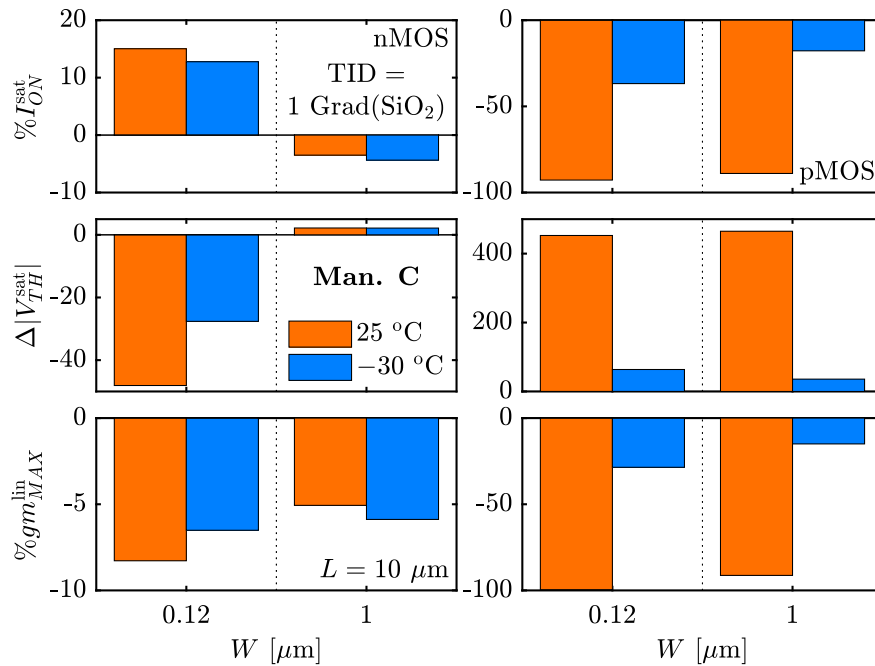 %I_ON^sat
20
10
0
-10
nMOS
TID =
1 Grad(SiO₂)
0
-50
-100
pMOS
Δ|V_TH^sat|
0
-20
-40
Man. C
25 °C
−30 °C
400
200
0
%gm_MAX^lin
0
-5
-10
L = 10 μm
0
-50
-100
0.12
1
W [μm]
0.12
1
W [μm]